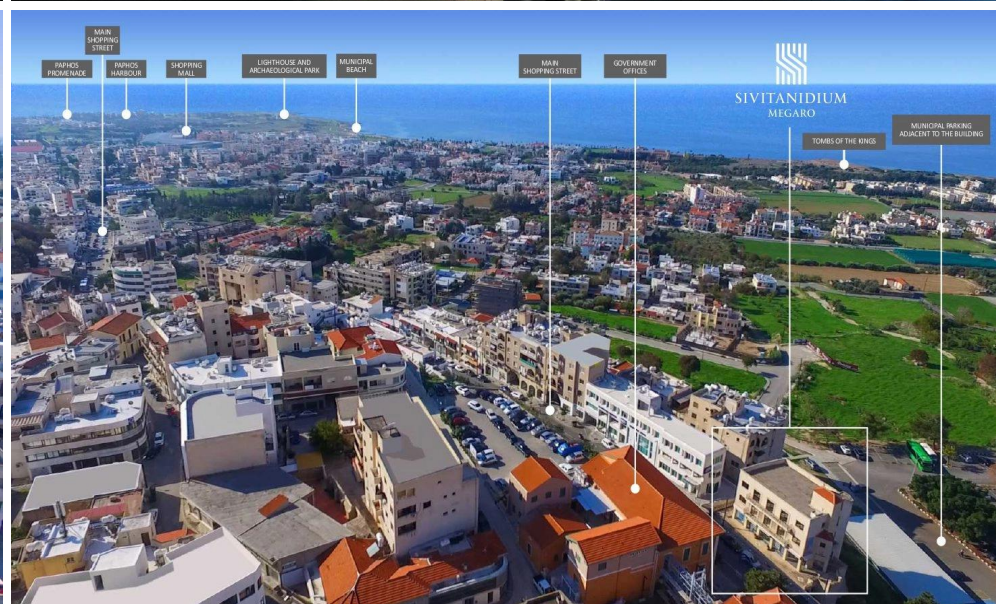 MAIN
SHOPPING
STREET
PAPHOS
PROMENADE
PAPHOS
HARBOUR
SHOPPING
MALL
LIGHTHOUSE AND
ARCHAEOLOGICAL PARK
MUNICIPAL
BEACH
MAIN
SHOPPING STREET
GOVERNMENT
OFFICES
SIVITANIDIUM
MEGARO
TOMBS OF THE KINGS
MUNICIPAL PARKING
ADJACENT TO THE BUILDING